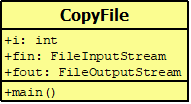 CopyFile
+i: int
+fin: FileInputStream
+fout: FileOutputStream
+main()